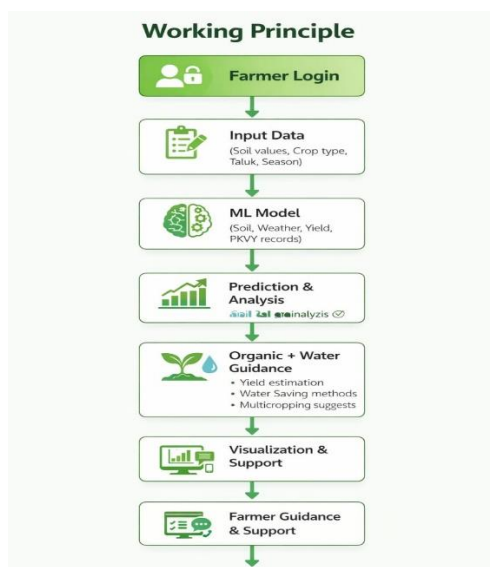 Working Principle
Farmer Login
Input Data
(Soil values, Crop type,
Taluk, Season)
ML Model
(Soil, Weather, Yield,
PKVY records)
Prediction &
Analysis
Organic + Water
Guidance
• Yield estimation
• Water Saving methods
• Multicropping suggests
Visualization &
Support
Farmer Guidance
& Support